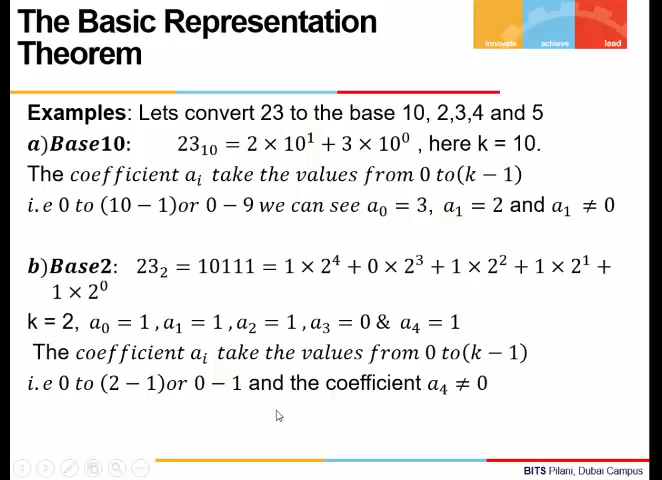 The Basic Representation
Theorem
innovate achieve lead
Examples: Lets convert 23 to the base 10, 2,3,4 and 5
a)Base10: 23₁₀ = 2 × 10¹ + 3 × 10⁰ , here k = 10.
The coefficient aᵢ take the values from 0 to(k − 1)
i.e 0 to (10 − 1)or 0 − 9 we can see a₀ = 3, a₁ = 2 and a₁ ≠ 0
b)Base2: 23₂ = 10111 = 1 × 2⁴ + 0 × 2³ + 1 × 2² + 1 × 2¹ +
1 × 2⁰
k = 2, a₀ = 1 ,a₁ = 1 ,a₂ = 1 ,a₃ = 0 & a₄ = 1
The coefficient aᵢ take the values from 0 to(k − 1)
i.e 0 to (2 − 1)or 0 − 1 and the coefficient a₄ ≠ 0
BITS Pilani, Dubai Campus